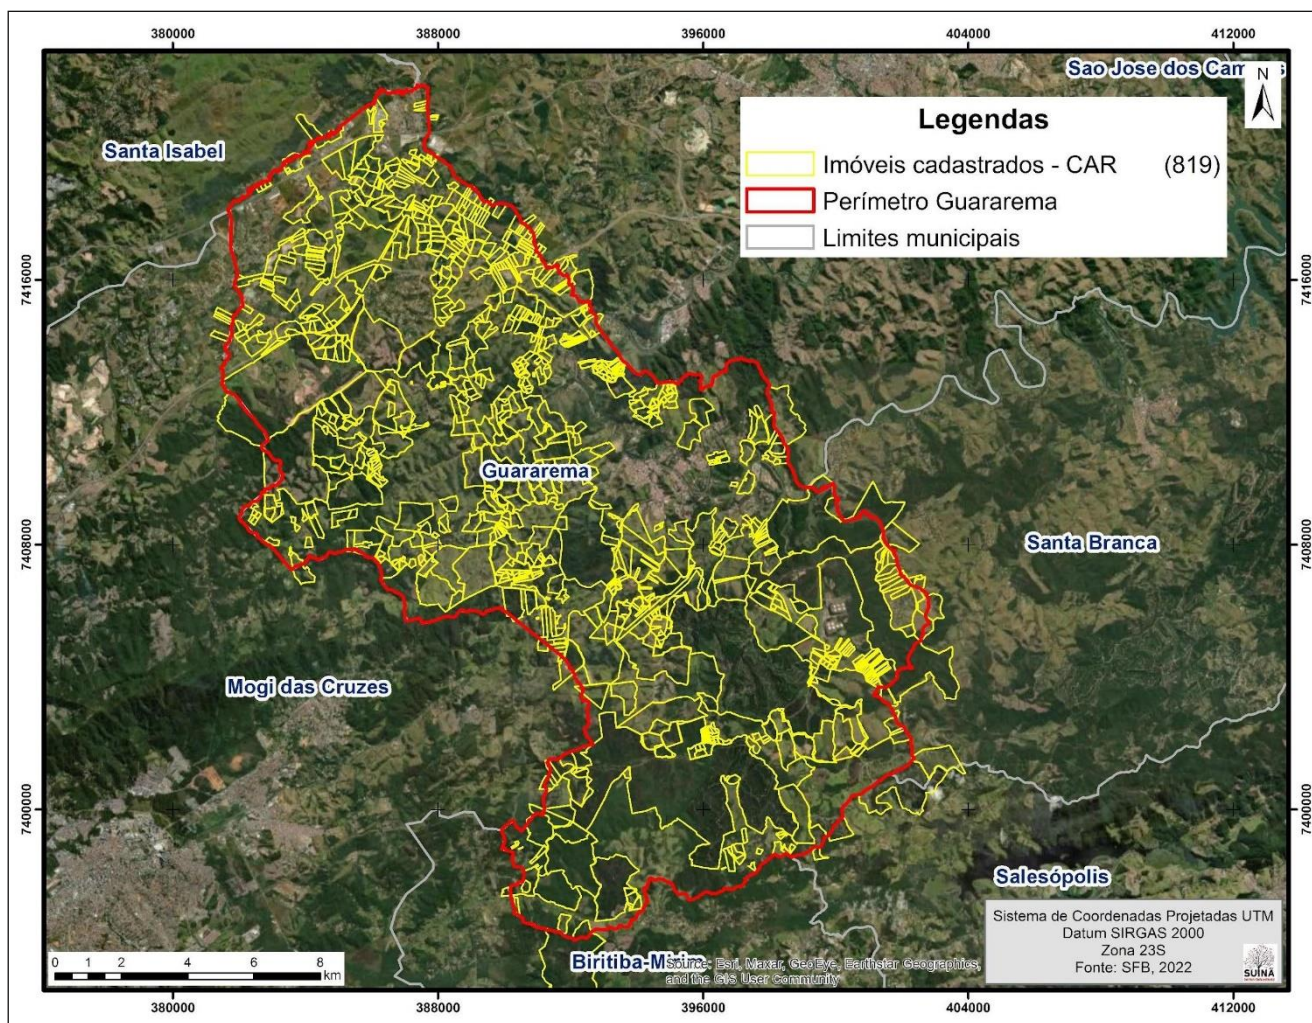 380000 388000 396000 404000 412000
Sao Jose dos Cam s
N
Legendas
Imóveis cadastrados - CAR (819)
Perímetro Guararema
Limites municipais
Santa Isabel
7416000 7416000
Guararema
7408000 7408000
Santa Branca
Mogi das Cruzes
7400000 7400000
Salesópolis
Sistema de Coordenadas Projetadas UTM
Datum SIRGAS 2000
Zona 23S
Fonte: SFB, 2022
SUINÃ
0 1 2 4 6 8
km
Biritiba-Mirim
Source: Esri, Maxar, GeoEye, Earthstar Geographics,
and the GIS User Community
380000 388000 396000 404000 412000